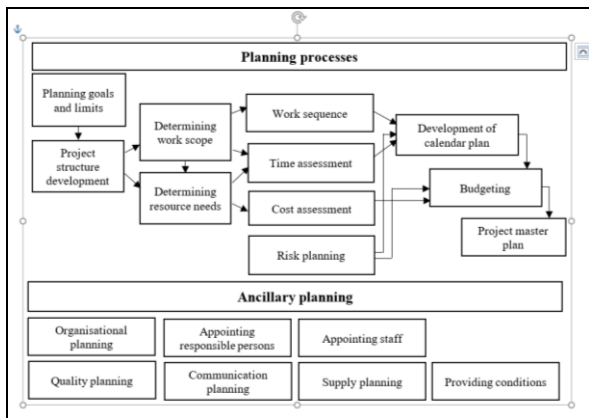 Planning processes
Planning goals
and limits
Project
structure
development
Determining
work scope
Determining
resource needs
Work sequence
Time assessment
Cost assessment
Risk planning
Development of
calendar plan
Budgeting
Project master
plan
Ancillary planning
Organisational
planning
Appointing
responsible persons
Appointing staff
Quality planning
Communication
planning
Supply planning
Providing conditions